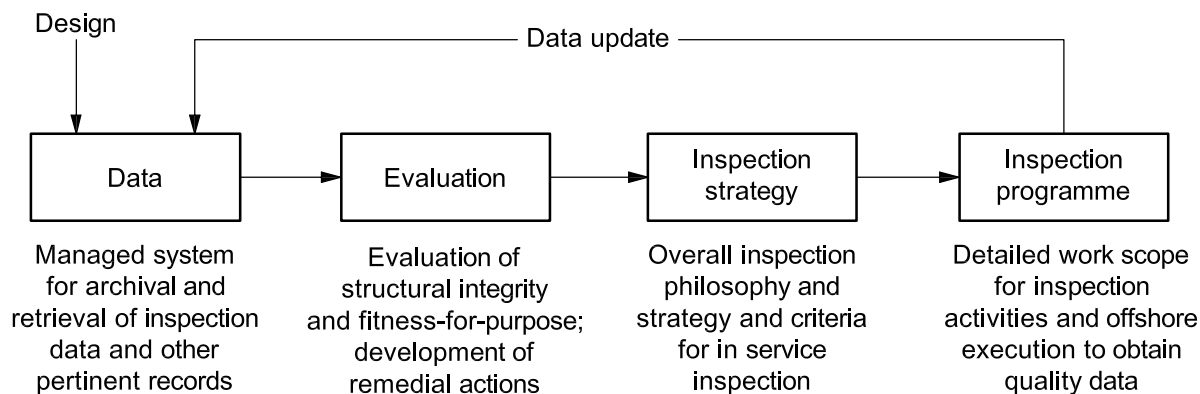 Design
Data update
Data
Evaluation
Inspection
strategy
Inspection
programme
Managed system
for archival and
retrieval of inspection
data and other
pertinent records
Evaluation of
structural integrity
and fitness-for-purpose;
development of
remedial actions
Overall inspection
philosophy and
strategy and criteria
for in service
inspection
Detailed work scope
for inspection
activities and offshore
execution to obtain
quality data